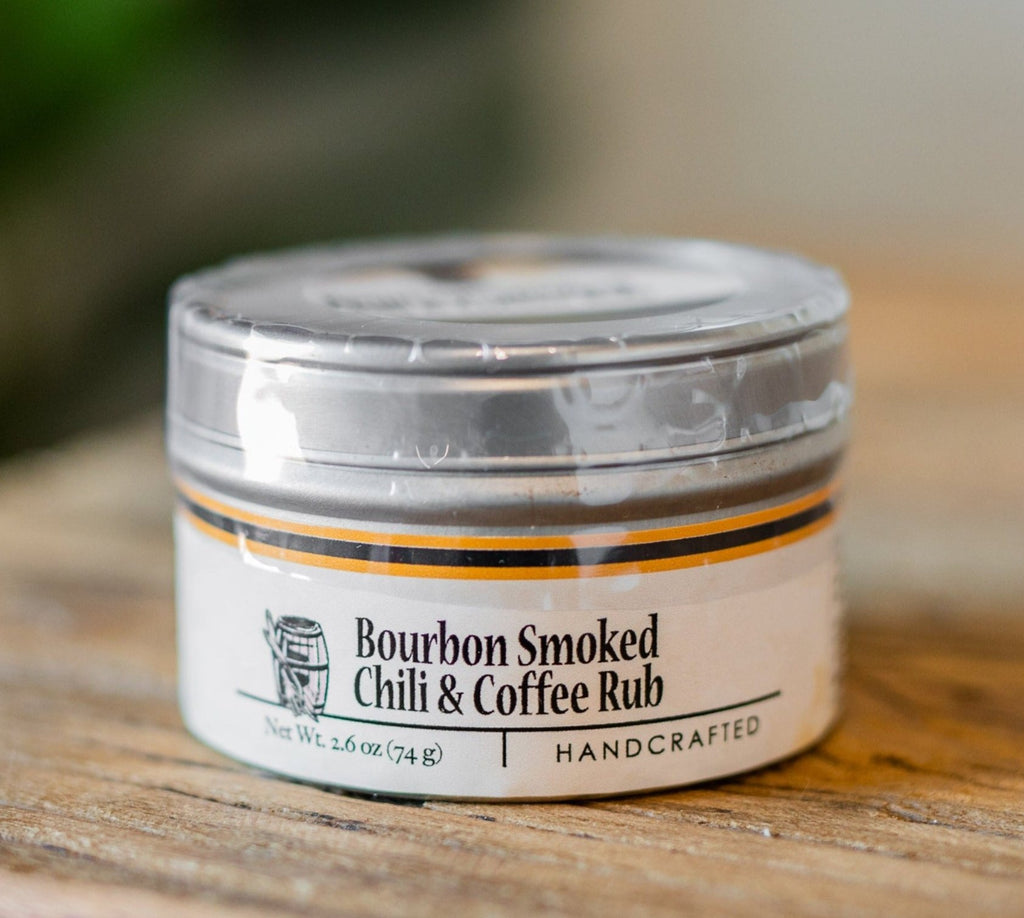 Bourbon Smoked
Chili & Coffee Rub
Net Wt. 2.6 oz (74 g)
HANDCRAFTED